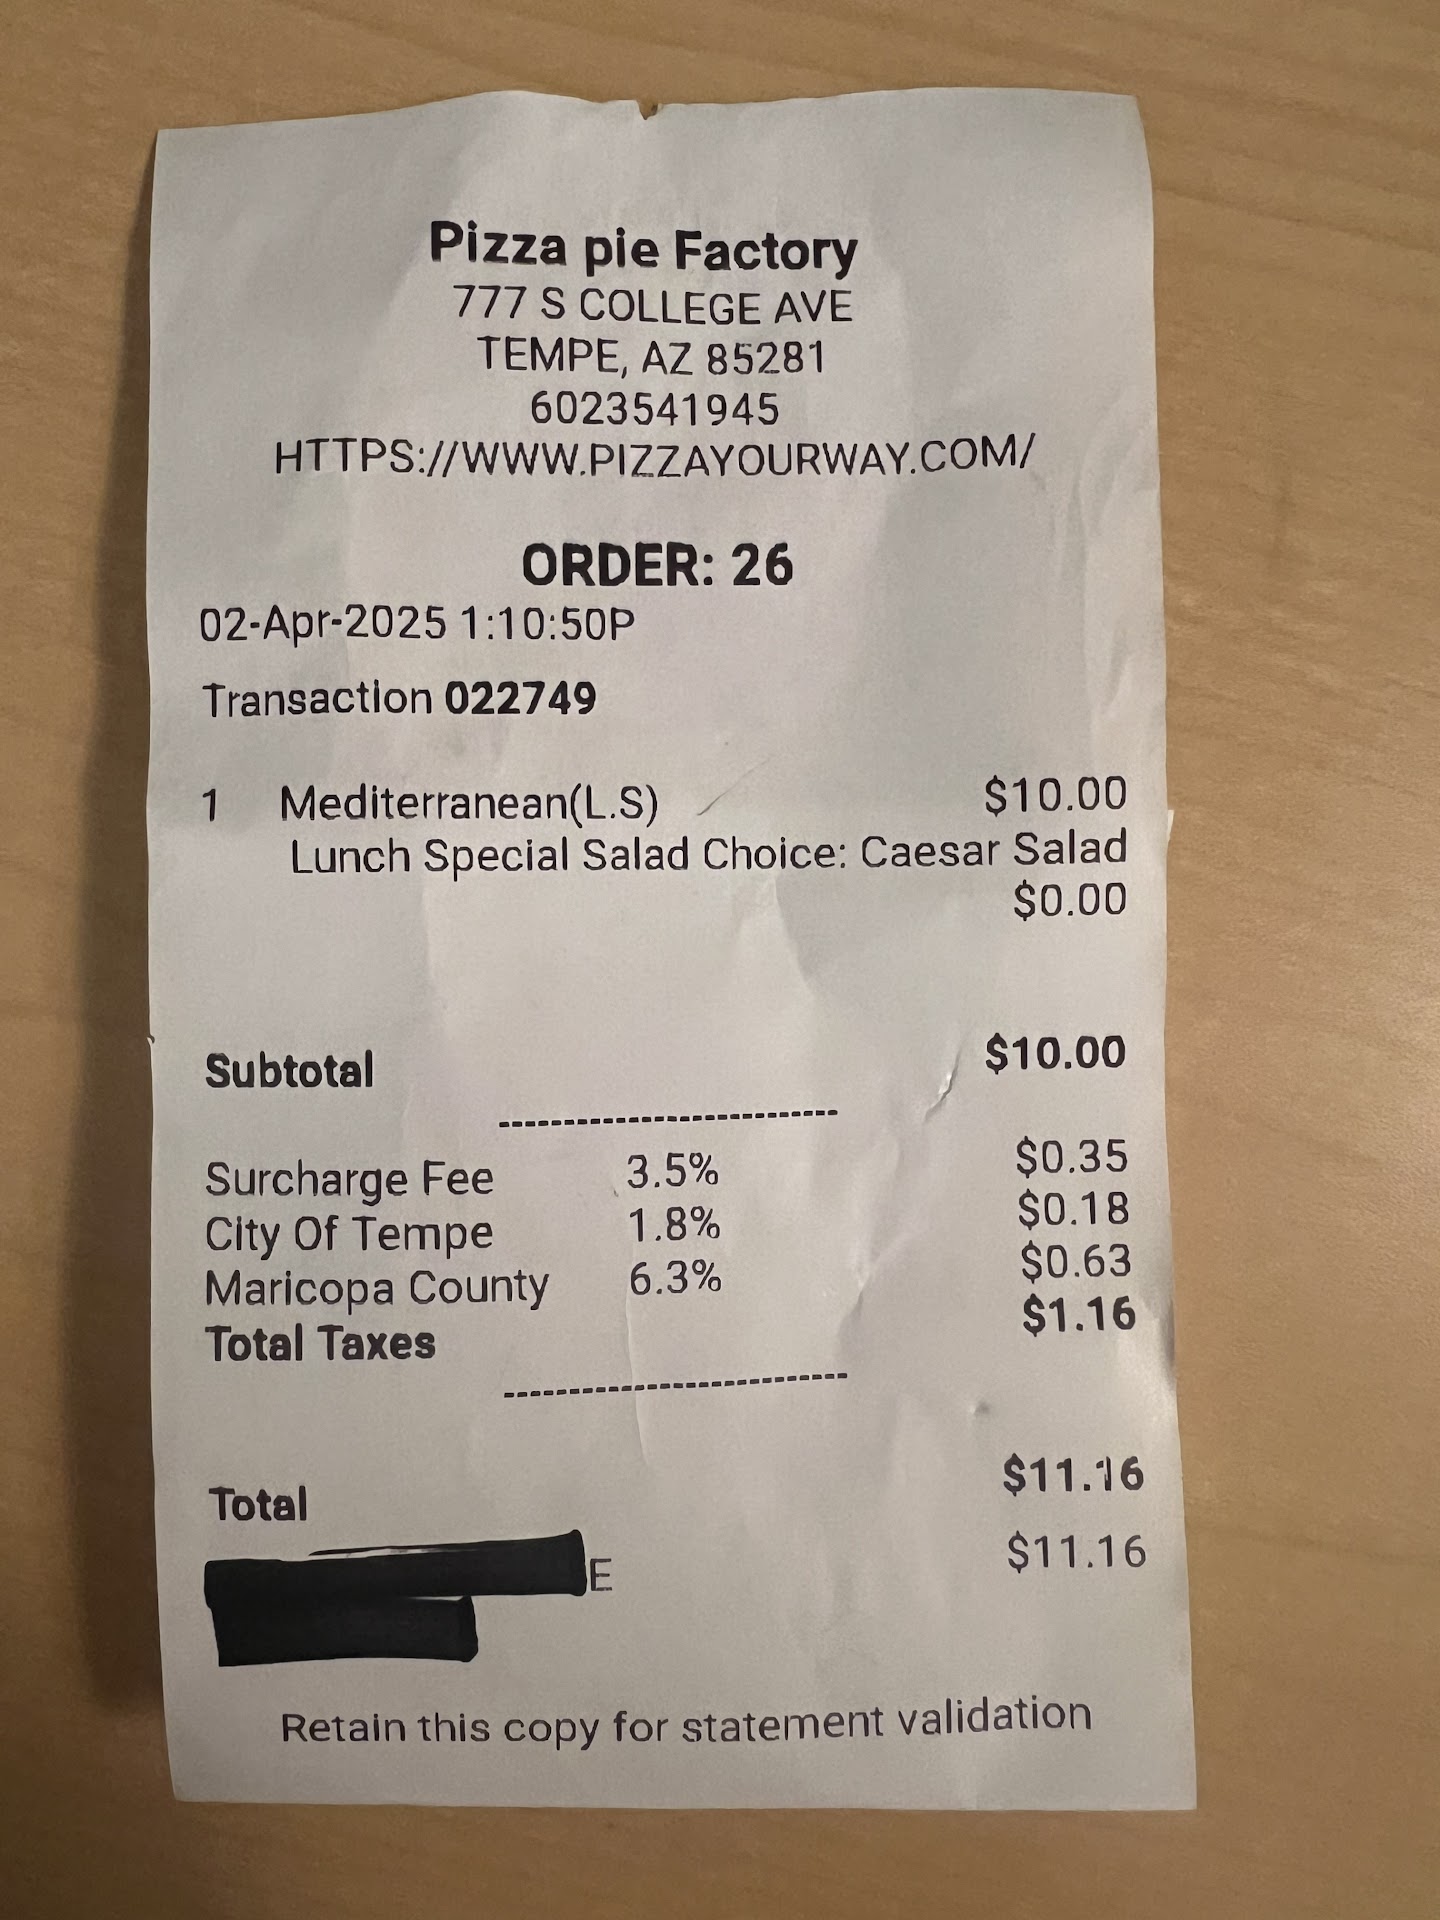 Pizza pie Factory
777 S COLLEGE AVE
TEMPE, AZ 85281
6023541945
HTTPS://WWW.PIZZAYOURWAY.COM/
ORDER: 26
02-Apr-2025 1:10:50P
Transaction 022749
1 Mediterranean(L.S) $10.00
Lunch Special Salad Choice: Caesar Salad
$0.00
Subtotal $10.00
--------------------------
Surcharge Fee 3.5% $0.35
City Of Tempe 1.8% $0.18
Maricopa County 6.3% $0.63
Total Taxes $1.16
--------------------------
Total $11.16
E $11.16
Retain this copy for statement validation